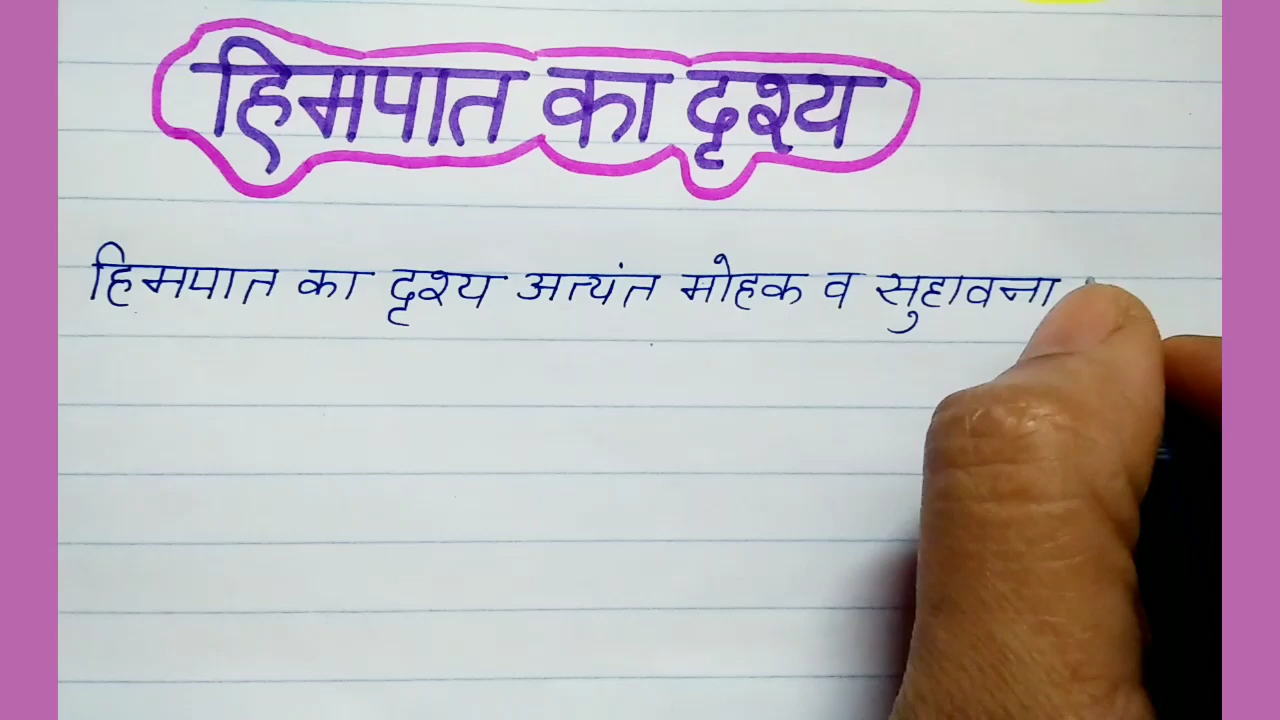 हिमपात का दृश्य
हिमपात का दृश्य अत्यंत मोहक व सुहावना